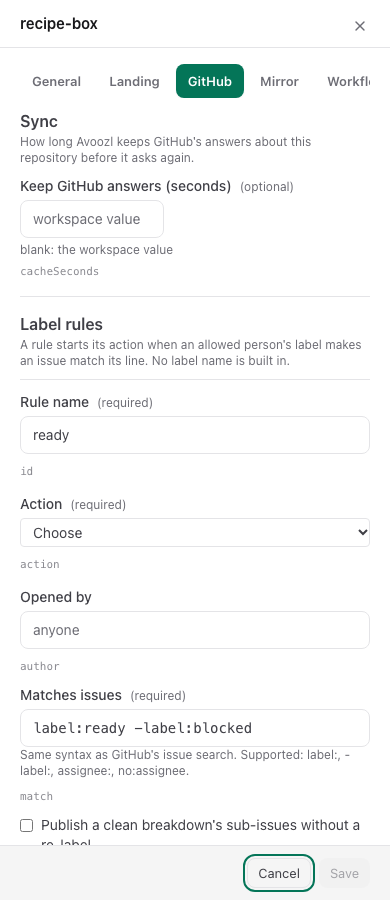 recipe-box
General Landing GitHub Mirror
Sync
How long Avoozl keeps GitHub's answers about this
repository before it asks again.
Keep GitHub answers (seconds) (optional)
workspace value
blank: the workspace value
cacheSeconds
Label rules
A rule starts its action when an allowed person's label makes
an issue match its line. No label name is built in.
Rule name (required)
ready
id
Action (required)
Choose
action
Opened by
anyone
author
Matches issues (required)
label:ready -label:blocked
Same syntax as GitHub's issue search. Supported: label:, -
label:, assignee:, no:assignee.
match
Publish a clean breakdown's sub-issues without a
re-label
Cancel Save